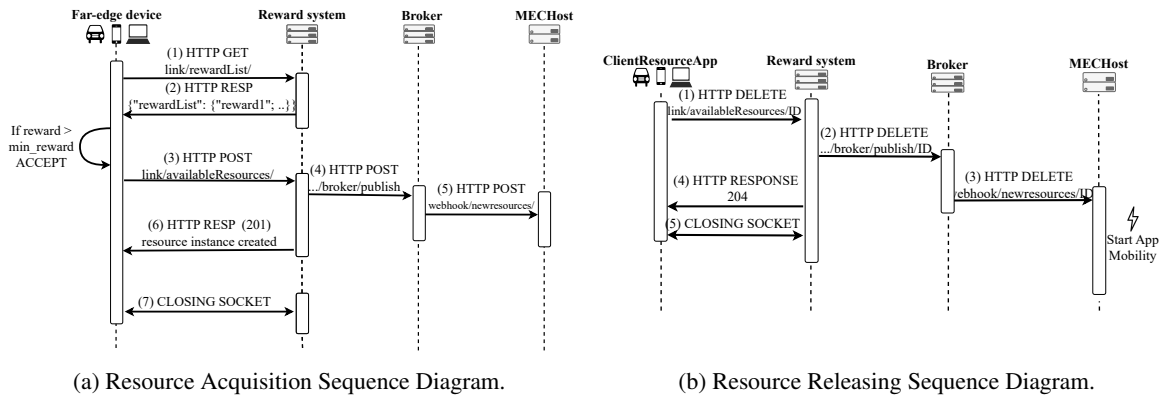 Far-edge device
Reward system
Broker
MECHost
(1) HTTP GET
link/rewardList/
(2) HTTP RESP
{"rewardList": {"reward1"; ..}}
If reward >
min_reward
ACCEPT
(3) HTTP POST
link/availableResources/
(4) HTTP POST
.../broker/publish
(5) HTTP POST
webhook/newresources/
(6) HTTP RESP (201)
resource instance created
(7) CLOSING SOCKET
(a) Resource Acquisition Sequence Diagram.
ClientResourceApp
Reward system
Broker
MECHost
(1) HTTP DELETE
link/availableResources/ID
(2) HTTP DELETE
.../broker/publish/ID
(3) HTTP DELETE
webhook/newresources/ID
(4) HTTP RESPONSE
204
(5) CLOSING SOCKET
Start App
Mobility
(b) Resource Releasing Sequence Diagram.